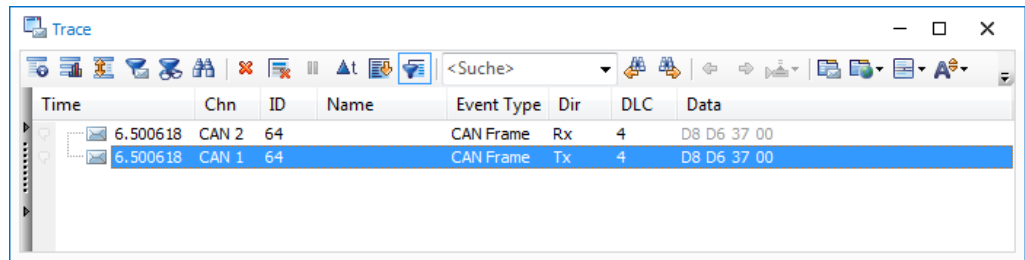 Trace
Δt <Suche> A
Time Chn ID Name Event Type Dir DLC Data
6.500618 CAN 2 64 CAN Frame Rx 4 D8 D6 37 00
6.500618 CAN 1 64 CAN Frame Tx 4 D8 D6 37 00